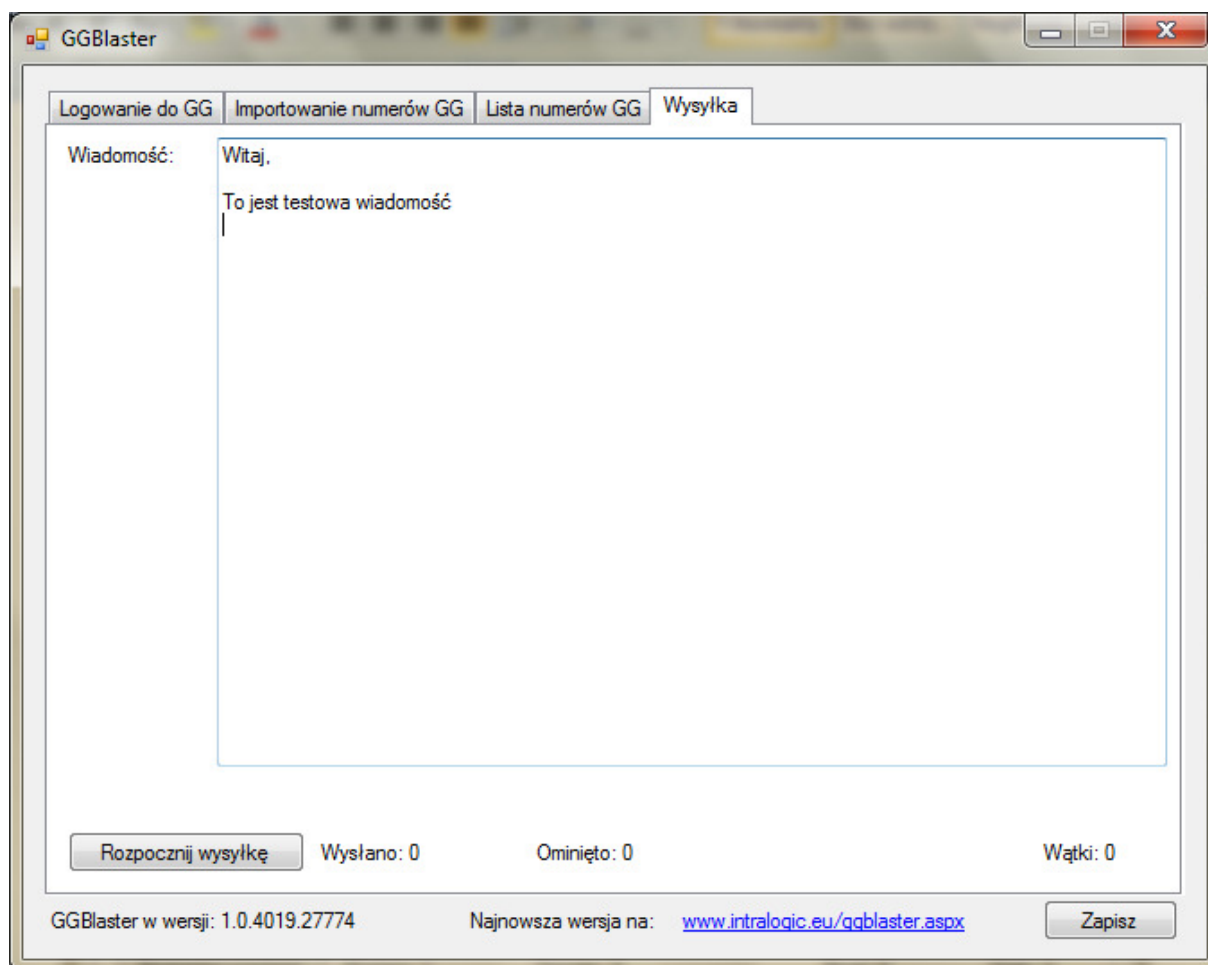 GGBlaster
Logowanie do GG Importowanie numerów GG Lista numerów GG Wysyłka
Wiadomość:
Witaj,
To jest testowa wiadomość
Rozpocznij wysyłkę Wysłano: 0 Ominięto: 0 Wątki: 0
GGBlaster w wersji: 1.0.4019.27774 Najnowsza wersja na: www.intralogic.eu/ggblaster.aspx Zapisz